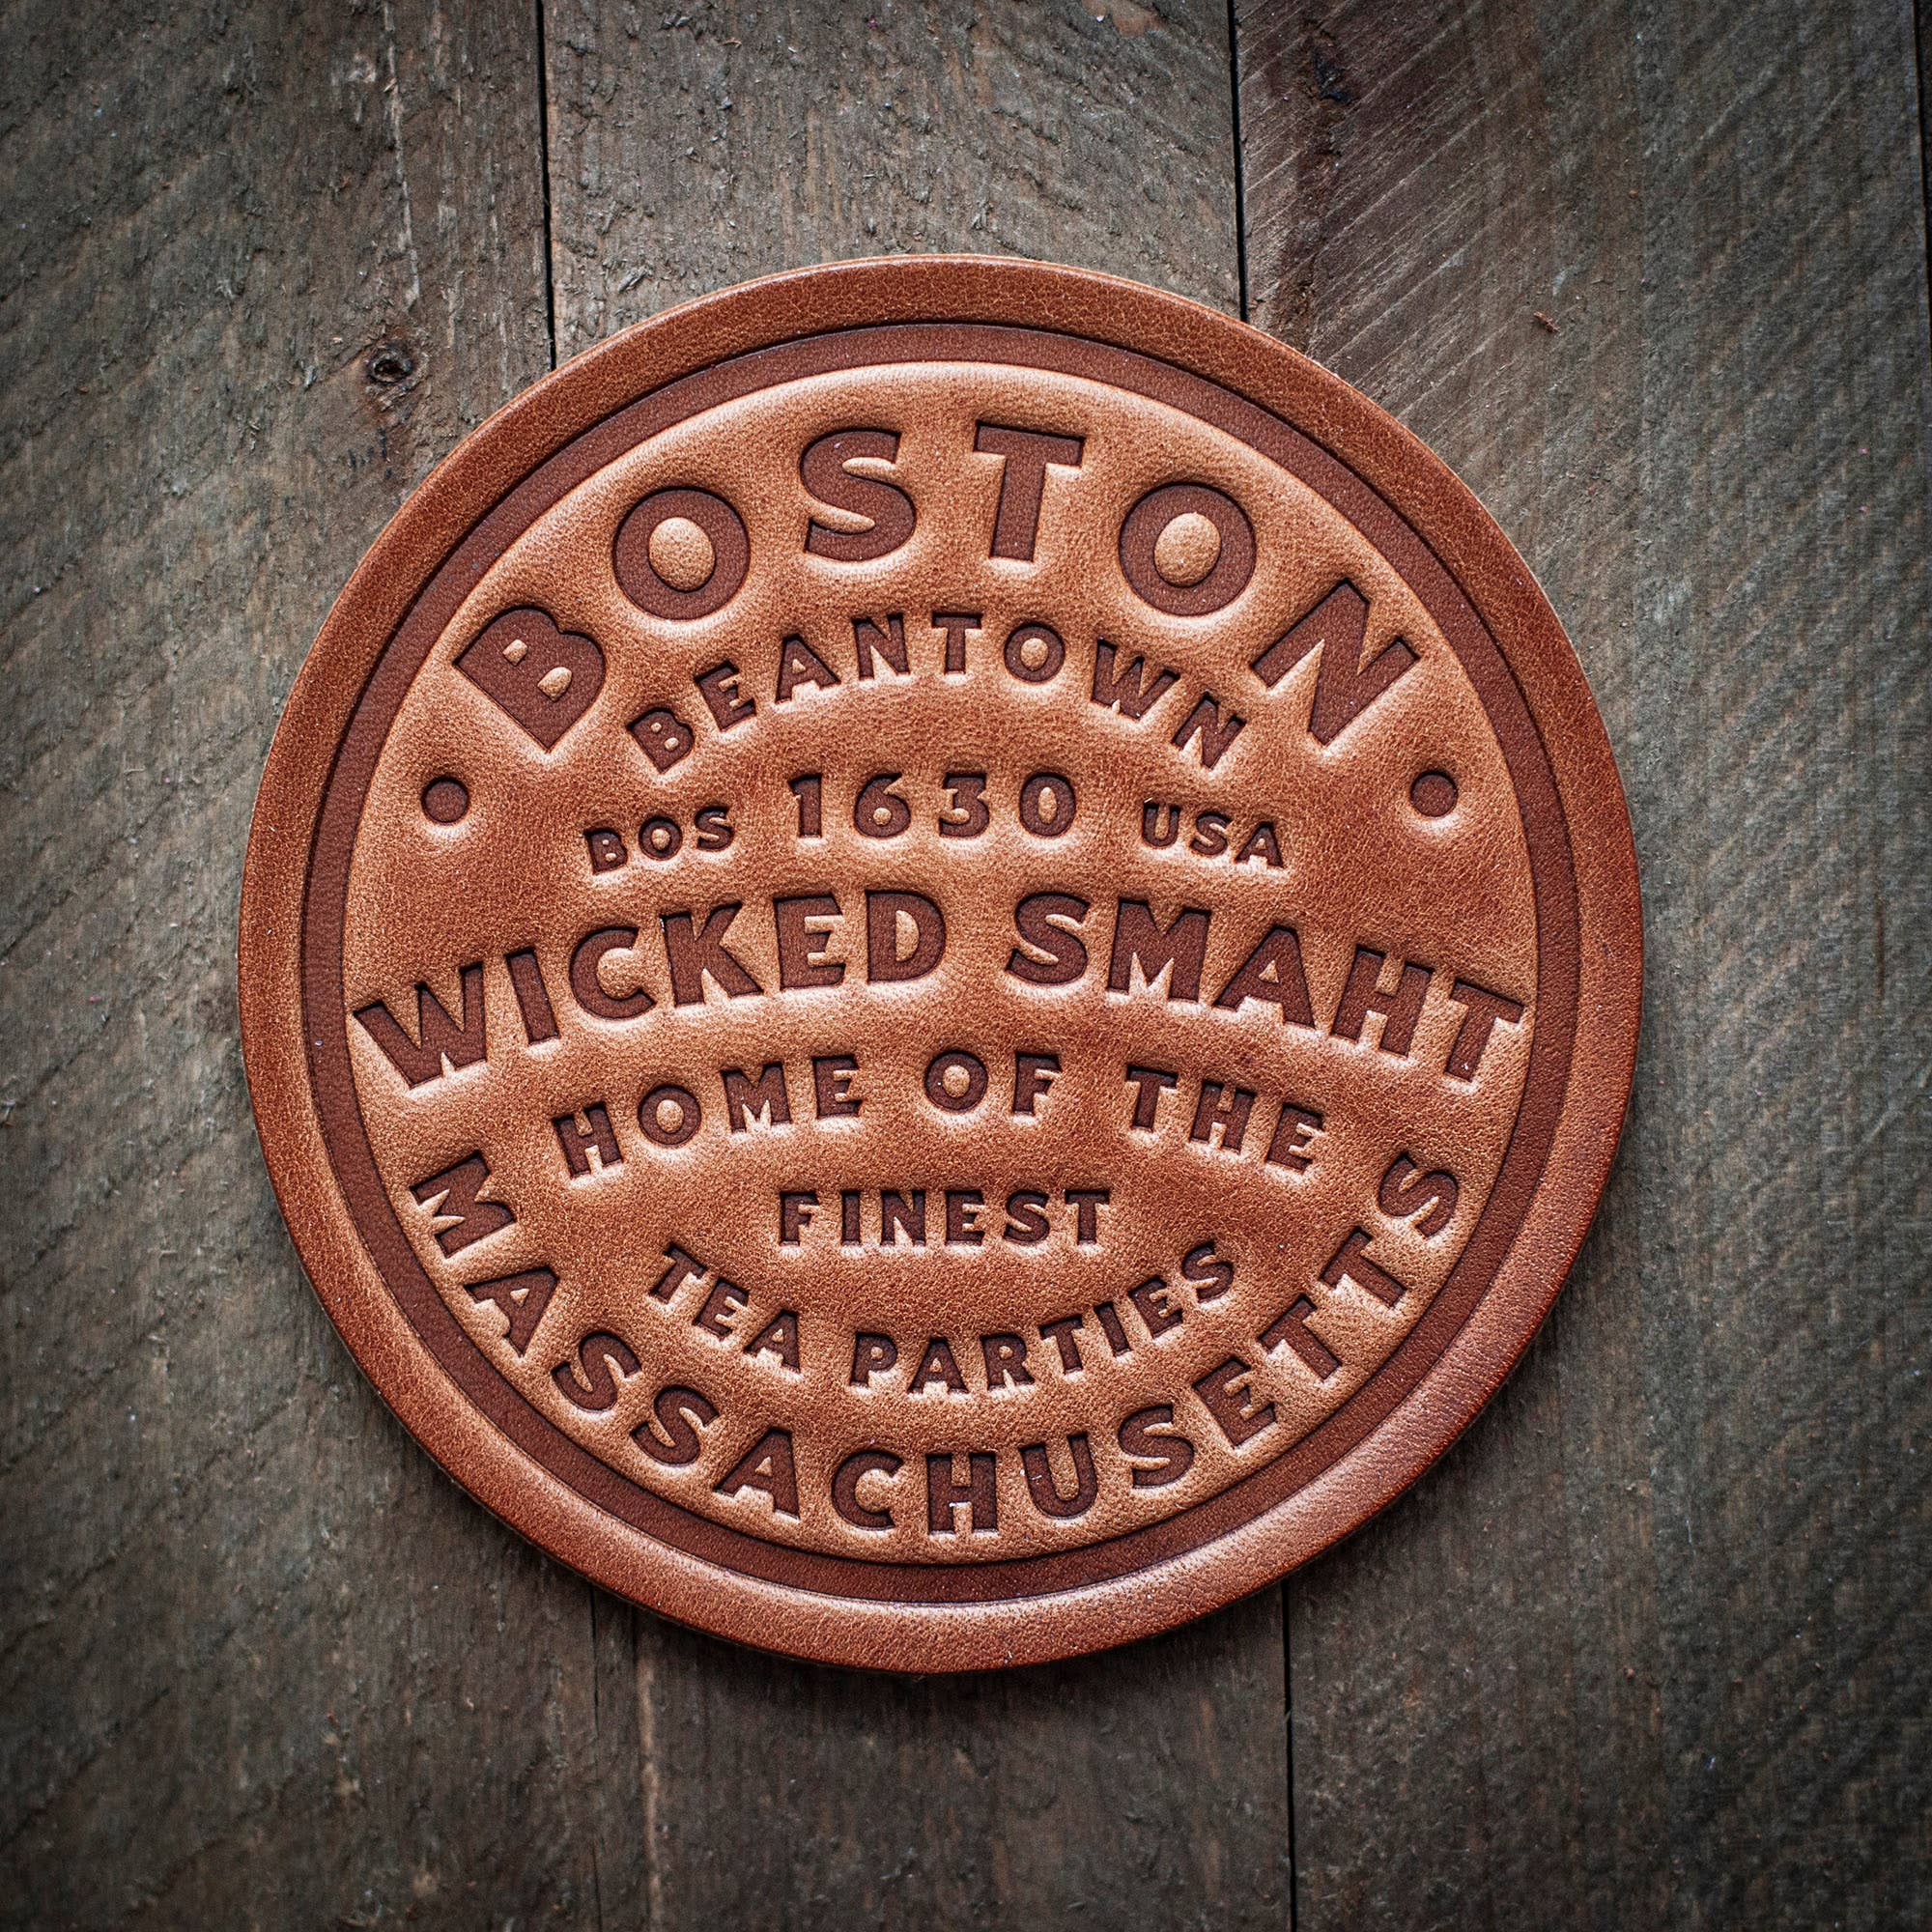 • BOSTON •
BEANTOWN
BOS 1630 USA
WICKED SMAHT
HOME OF THE
FINEST
TEA PARTIES
MASSACHUSETTS